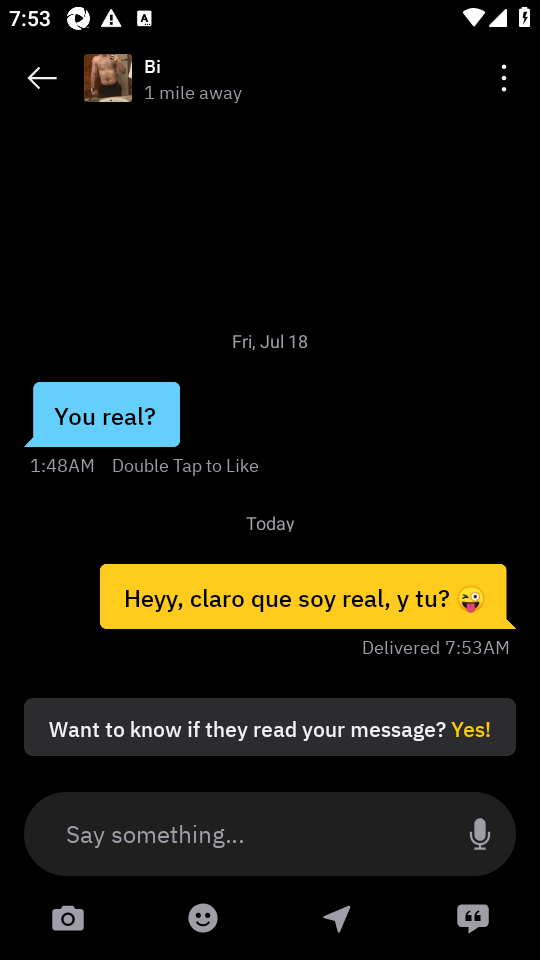 7:53
Bi
1 mile away
Fri, Jul 18
You real?
1:48AM Double Tap to Like
Today
Heyy, claro que soy real, y tu? 😜
Delivered 7:53AM
Want to know if they read your message? Yes!
Say something...